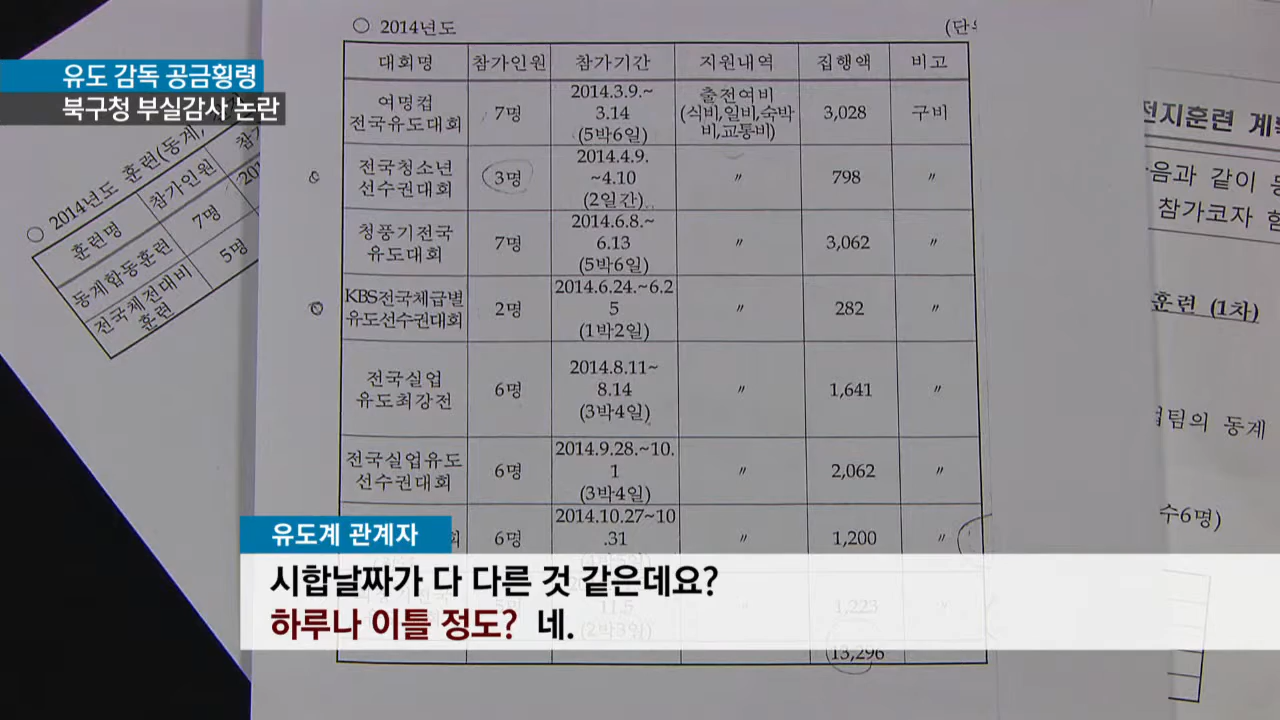 유도 감독 공금횡령
북구청 부실감사 논란
○ 2014년도
대회명 참가인원 참가기간 지원내역 집행액 비고
여명컵
전국유도대회
7명
2014.3.9.~
3.14
(5박6일)
출전여비
(식비,일비,숙박
비,교통비)
3,028
구비
전국청소년
선수권대회
3명
2014.4.9.
~4.10
(2일간)
〃
798
〃
청풍기전국
유도대회
7명
2014.6.8.~
6.13
(5박6일)
〃
3,062
〃
KBS전국체급별
유도선수권대회
2명
2014.6.24.~6.2
5
(1박2일)
〃
282
〃
전국실업
유도최강전
6명
2014.8.11~
8.14
(3박4일)
〃
1,641
〃
전국실업유도
선수권대회
6명
2014.9.28.~10.
1
(3박4일)
〃
2,062
〃
6명
2014.10.27~10
.31
〃
1,200
〃
11.5
(2박3일)
1,223
13,296
○ 2014년도 훈련(동계,
훈련명 참가인원
동계합동훈련 7명
전국체전대비
훈련
5명
전지훈련
음과 같이
참가코자
훈련 (1차)
팀의 동계
수6명)
유도계 관계자
시합날짜가 다 다른 것 같은데요?
하루나 이틀 정도? 네.